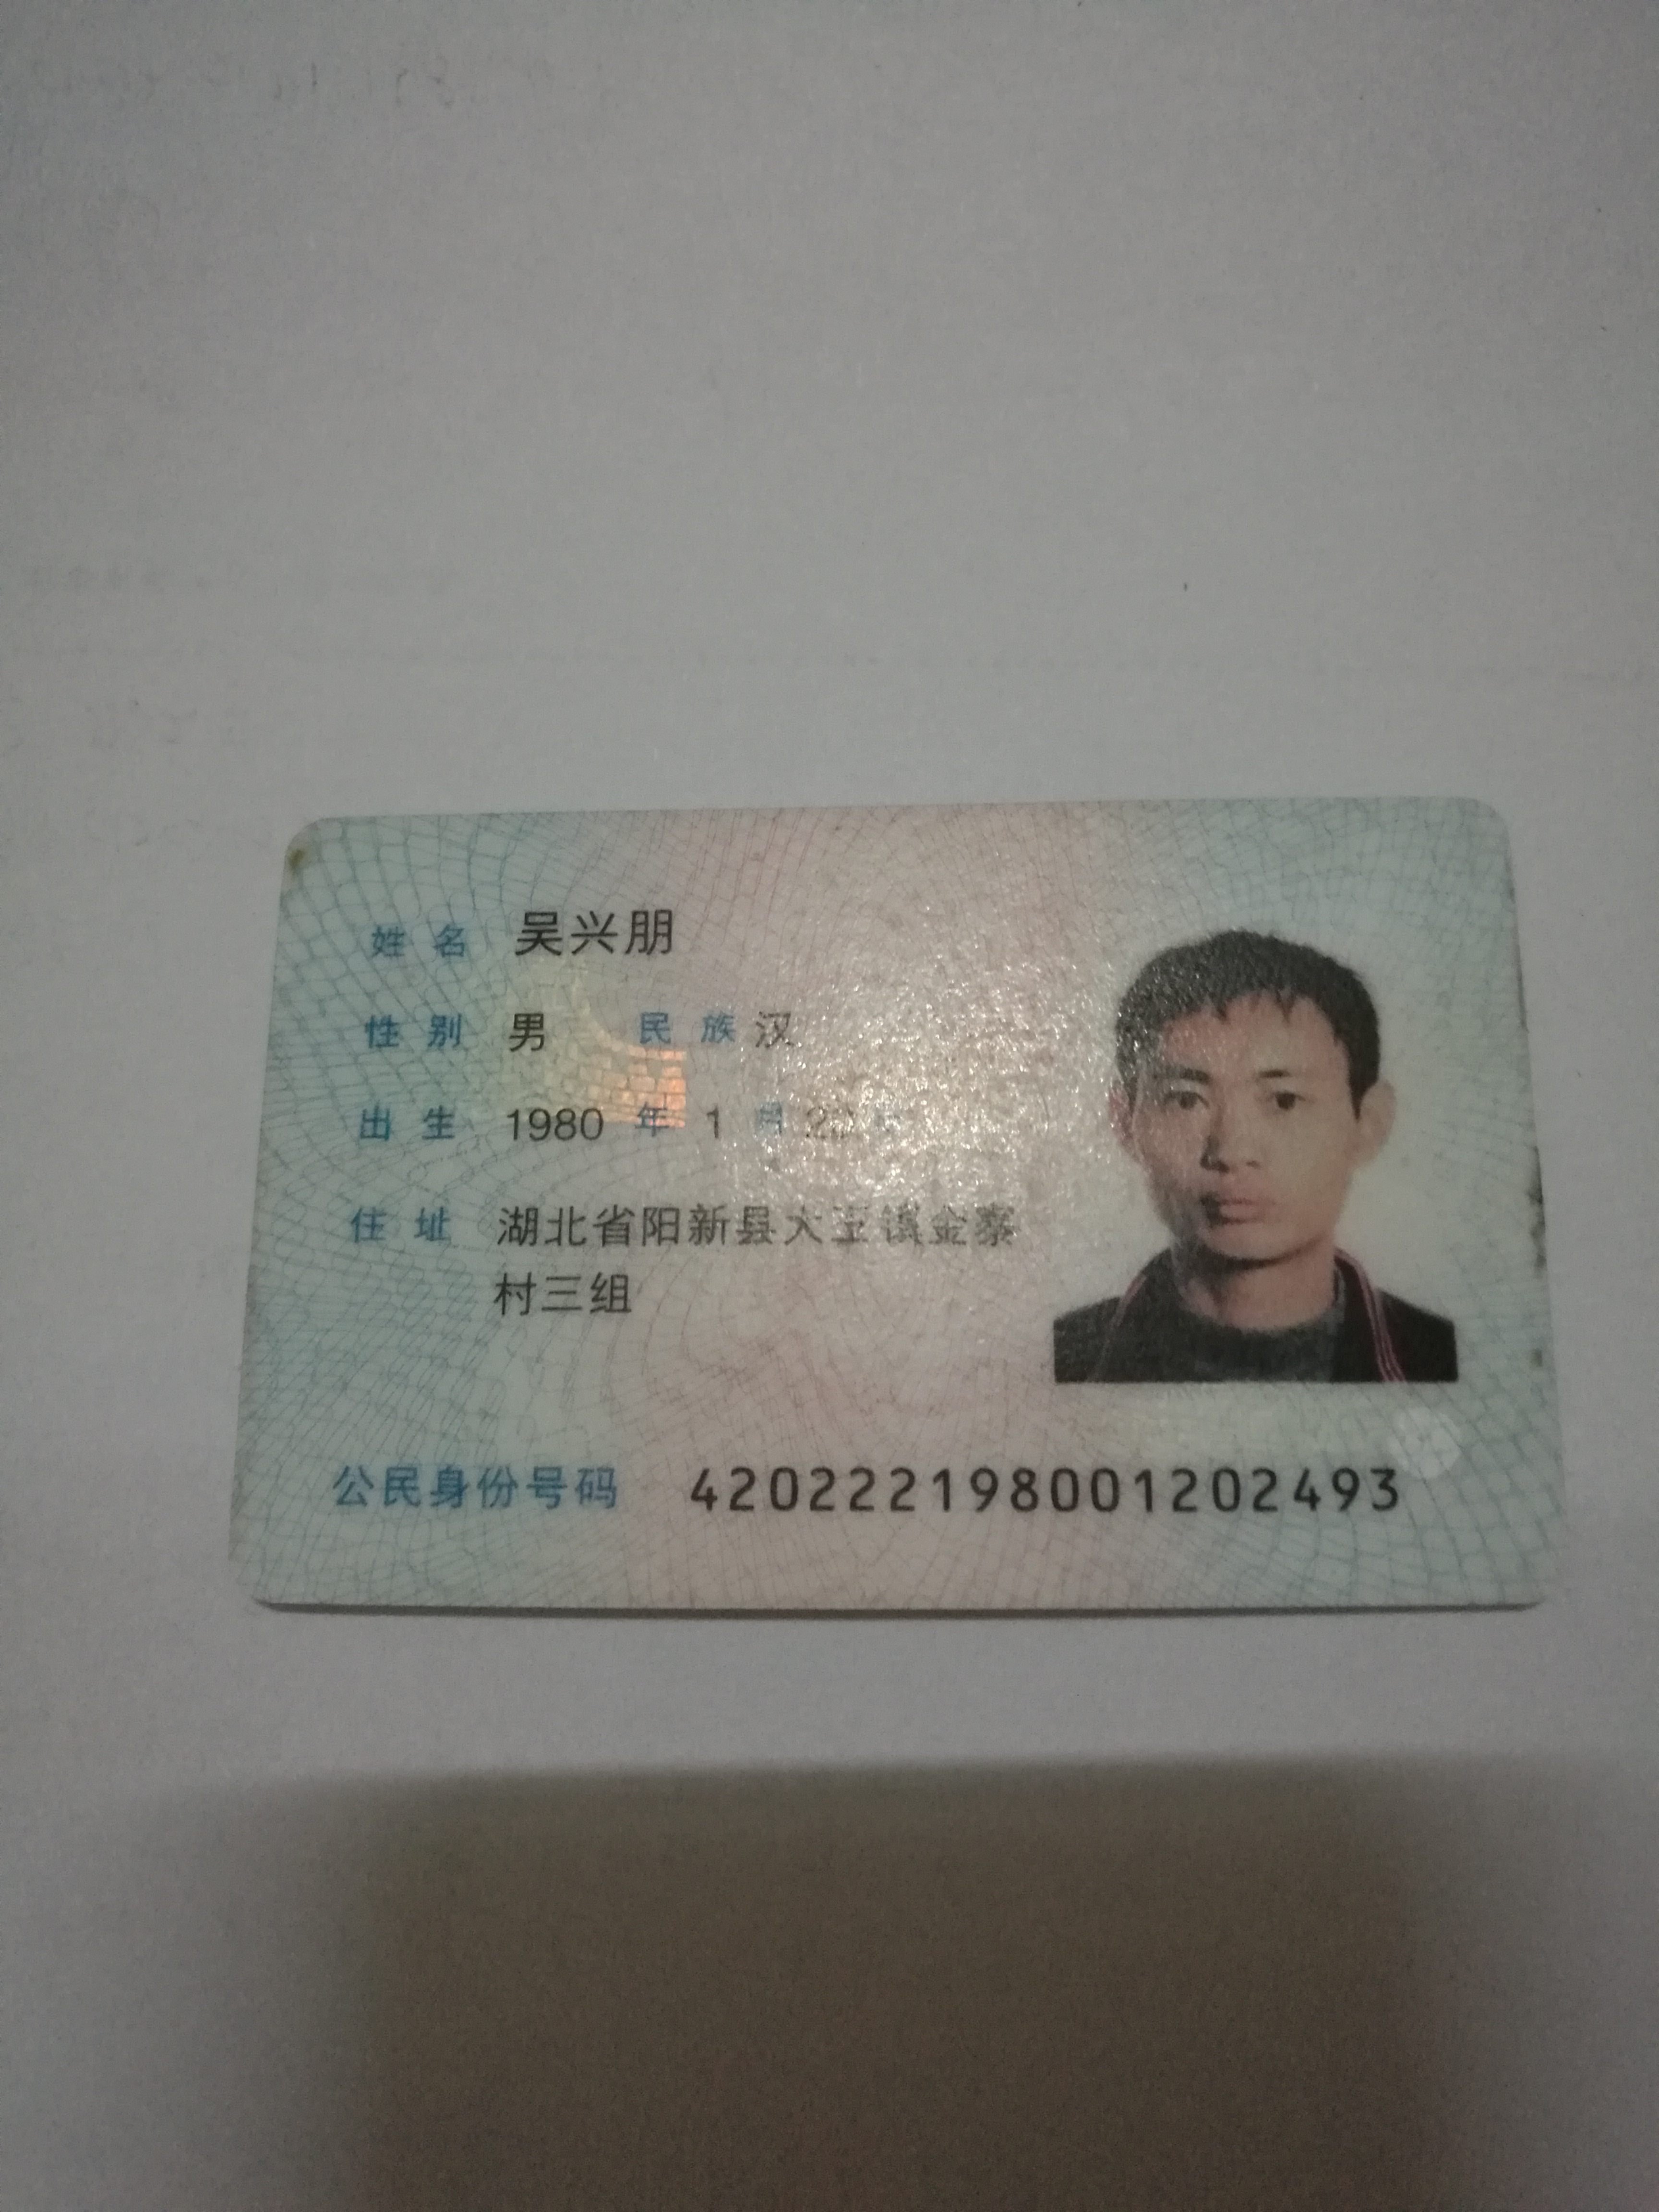 姓名 吴兴朋
性别 男 民族 汉
出生 1980 年 1 月
住址 湖北省阳新县大王镇金寨
村三组
公民身份号码 420222198001202493